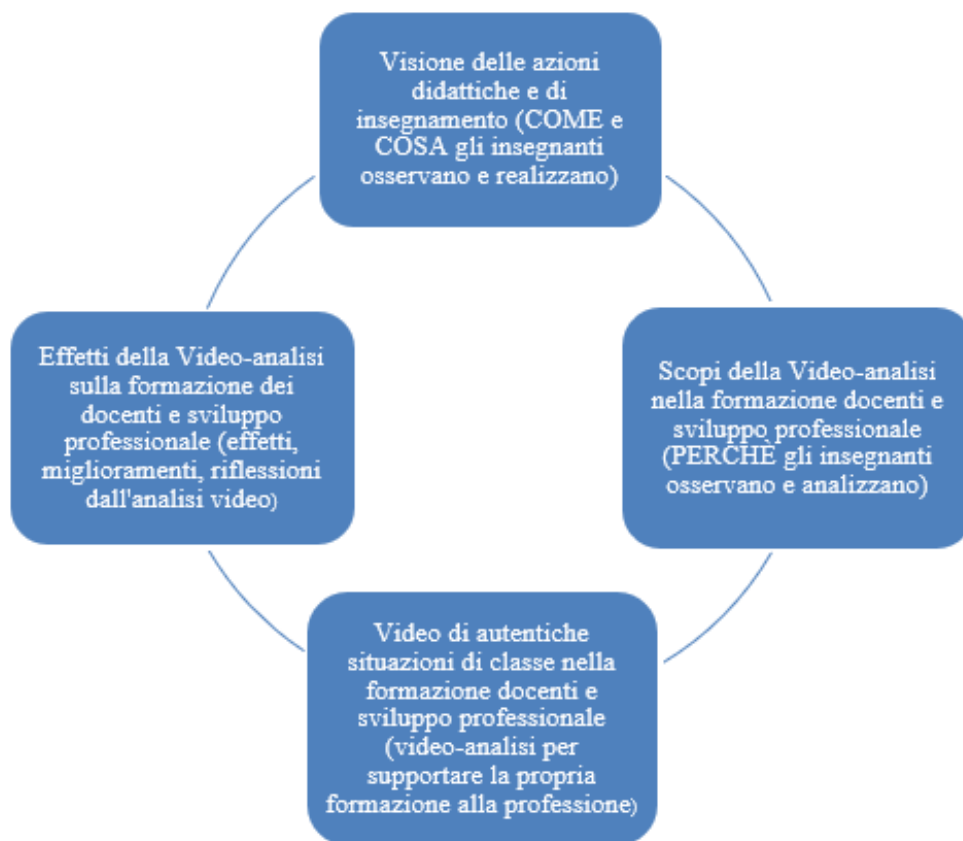 Visione delle azioni
didattiche e di
insegnamento (COME e
COSA gli insegnanti
osservano e realizzano)
Effetti della Video-analisi
sulla formazione dei
docenti e sviluppo
professionale (effetti,
miglioramenti, riflessioni
dall'analisi video)
Scopi della Video-analisi
nella formazione docenti e
sviluppo professionale
(PERCHÈ gli insegnanti
osservano e analizzano)
Video di autentiche
situazioni di classe nella
formazione docenti e
sviluppo professionale
(video-analisi per
supportare la propria
formazione alla professione)